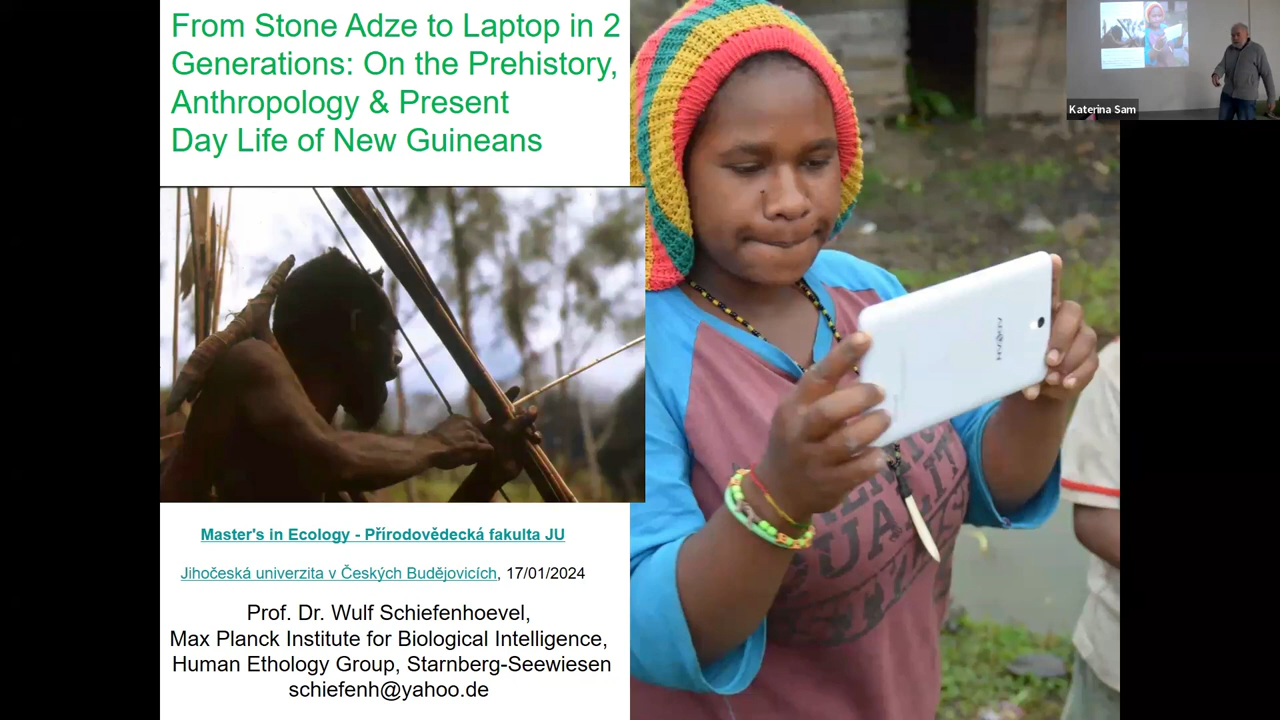 From Stone Adze to Laptop in 2
Generations: On the Prehistory,
Anthropology & Present
Day Life of New Guineans
Katerina Sam
Master's in Ecology - Přírodovědecká fakulta JU
Jihočeská univerzita v Českých Budějovicích, 17/01/2024
Prof. Dr. Wulf Schiefenhoevel,
Max Planck Institute for Biological Intelligence,
Human Ethology Group, Starnberg-Seewiesen
schiefenh@yahoo.de